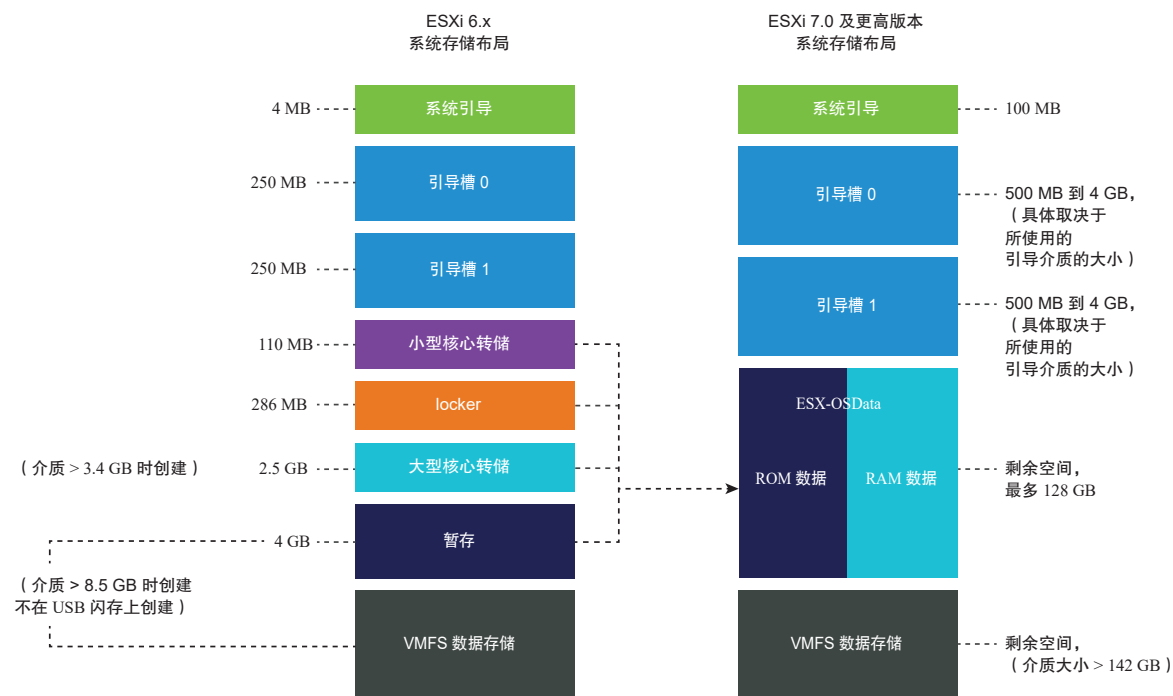 ESXi 6.x
系统存储布局
ESXi 7.0 及更高版本
系统存储布局
4 MB
系统引导
系统引导
100 MB
250 MB
引导槽 0
引导槽 0
500 MB 到 4 GB，
（具体取决于
所使用的
引导介质的大小）
250 MB
引导槽 1
引导槽 1
500 MB 到 4 GB，
（具体取决于
所使用的
引导介质的大小）
110 MB
小型核心转储
286 MB
locker
ESX-OSData
（介质 > 3.4 GB 时创建）
2.5 GB
大型核心转储
ROM 数据
RAM 数据
剩余空间，
最多 128 GB
4 GB
暂存
（介质 > 8.5 GB 时创建
不在 USB 闪存上创建）
VMFS 数据存储
VMFS 数据存储
剩余空间，
（介质大小 > 142 GB）